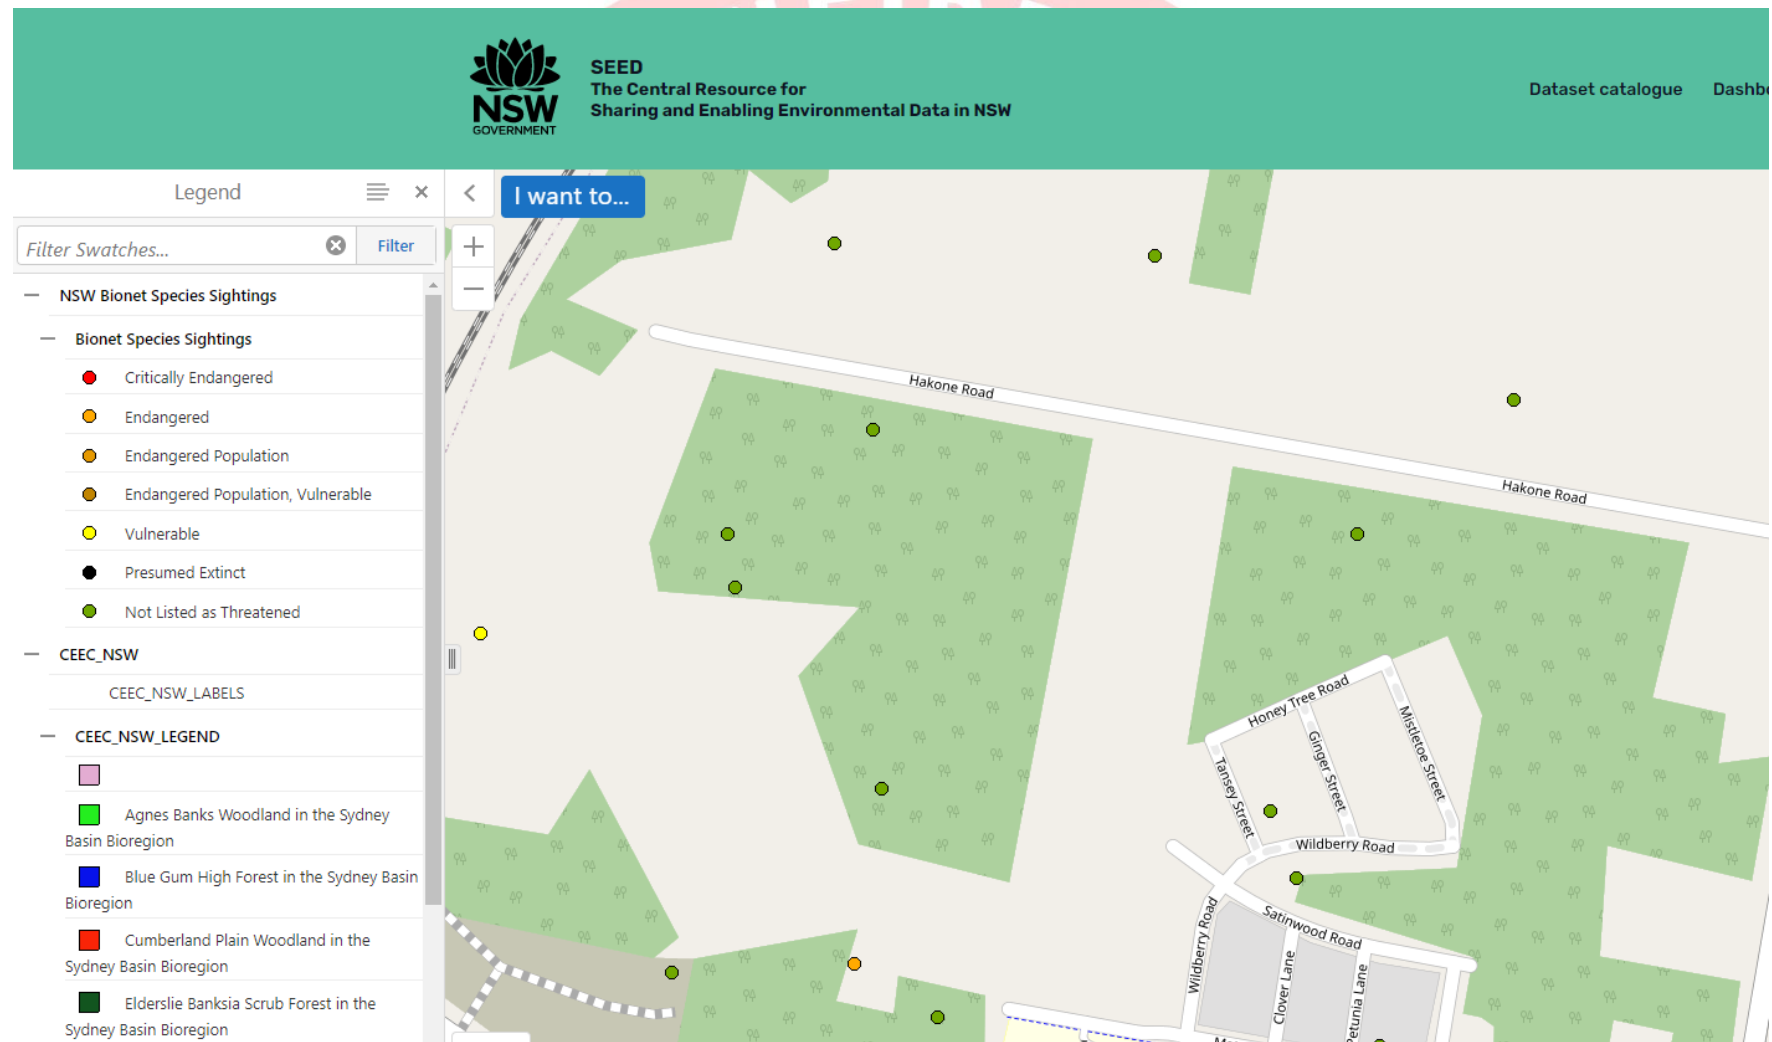 NSW
GOVERNMENT
SEED
The Central Resource for
Sharing and Enabling Environmental Data in NSW
Dataset catalogue
Legend
I want to...
Filter Swatches...
Filter
NSW Bionet Species Sightings
Bionet Species Sightings
Critically Endangered
Endangered
Endangered Population
Endangered Population, Vulnerable
Vulnerable
Presumed Extinct
Not Listed as Threatened
CEEC_NSW
CEEC_NSW_LABELS
CEEC_NSW_LEGEND
Agnes Banks Woodland in the Sydney
Basin Bioregion
Blue Gum High Forest in the Sydney Basin
Bioregion
Cumberland Plain Woodland in the
Sydney Basin Bioregion
Elderslie Banksia Scrub Forest in the
Sydney Basin Bioregion
Hakone Road
Hakone Road
Honey Tree Road
Mistletoe Street
Ginger Street
Tansey Street
Wildberry Road
Wildberry Road
Satinwood Road
Clover Lane
Petunia Lane